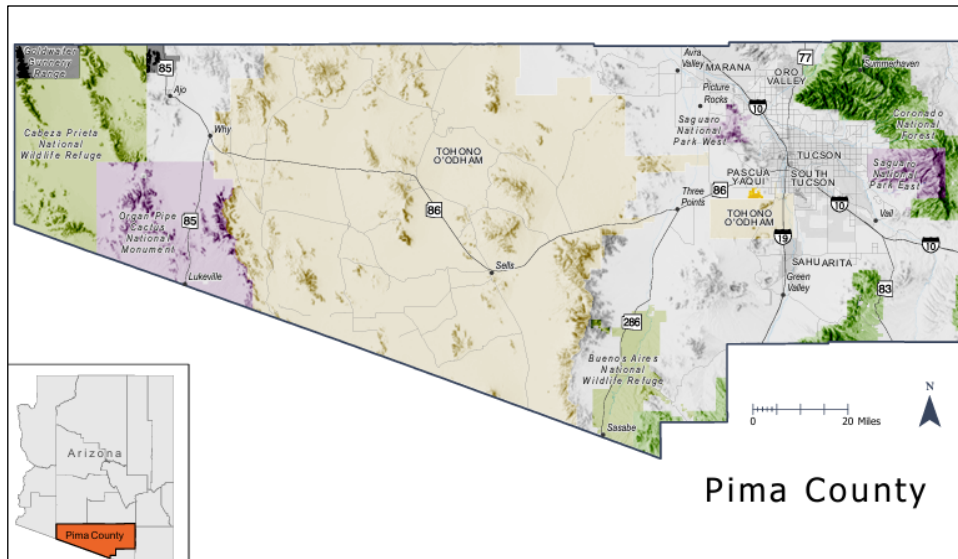 Goldwater
Gunnery
Range
85
Ajo
Cabeza Prieta
National
Wildlife Refuge
Why
Organ Pipe
Cactus
National
Monument
85
Lukeville
TOHONO
O'ODHAM
86
Sells
Avra
Valley
MARANA
Picture
Rocks
Saguaro
National
Park West
10
ORO
VALLEY
77
Summerhaven
Coronado
National
Forest
TUCSON
SOUTH
TUCSON
Saguaro
National
Park East
PASCUA
YAQUI
86
Three
Points
TOHONO
O'ODHAM
10
Vail
19
10
SAHUARITA
Green
Valley
83
286
Buenos Aires
National
Wildlife Refuge
Sasabe
N
0
20 Miles
Pima County
Arizona
Pima County